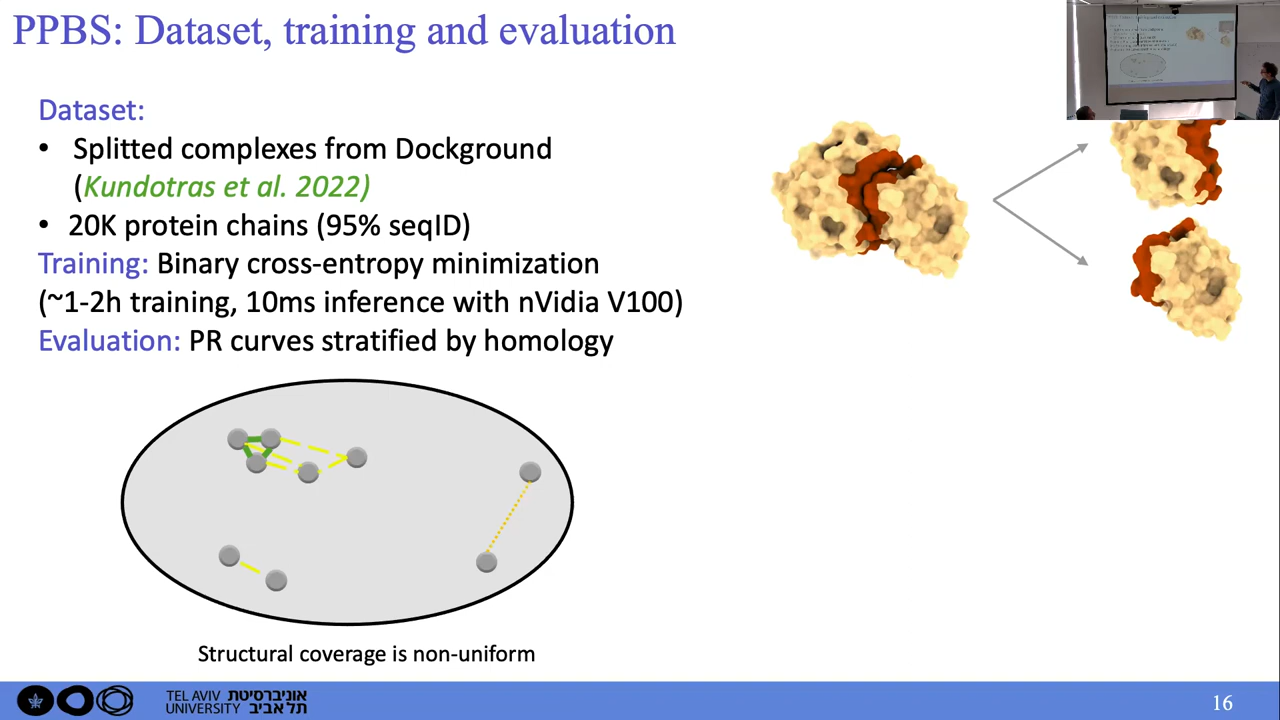 PPBS: Dataset, training and evaluation
Dataset:
• Splitted complexes from Dockground
(Kundotras et al. 2022)
• 20K protein chains (95% seqID)
Training: Binary cross-entropy minimization
(~1-2h training, 10ms inference with nVidia V100)
Evaluation: PR curves stratified by homology
Structural coverage is non-uniform
TEL AVIV אוניברסיטת
UNIVERSITY תל אביב
16